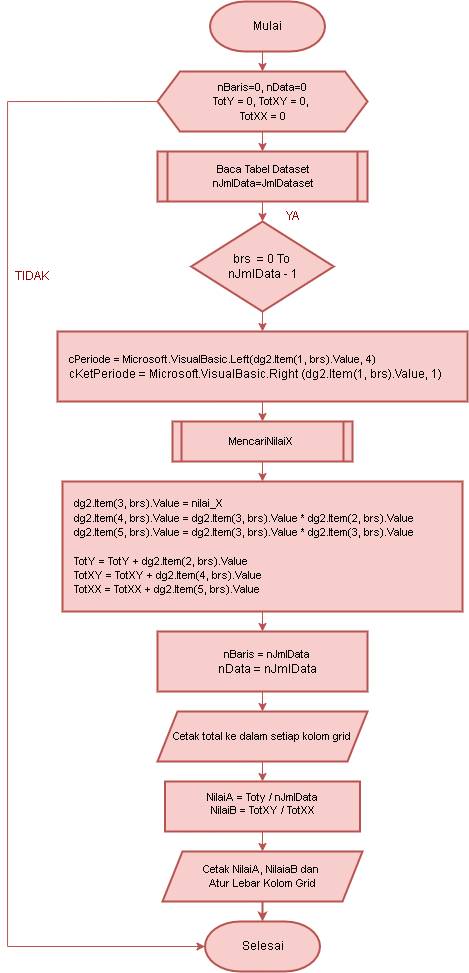 Mulai
nBaris=0, nData=0
TotY = 0, TotXY = 0,
TotXX = 0
Baca Tabel Dataset
nJmlData=JmlDataset
YA
brs = 0 To
nJmlData - 1
TIDAK
cPeriode = Microsoft.VisualBasic.Left(dg2.Item(1, brs).Value, 4)
cKetPeriode = Microsoft.VisualBasic.Right (dg2.Item(1, brs).Value, 1)
MencariNilaiX
dg2.Item(3, brs).Value = nilai_X
dg2.Item(4, brs).Value = dg2.Item(3, brs).Value * dg2.Item(2, brs).Value
dg2.Item(5, brs).Value = dg2.Item(3, brs).Value * dg2.Item(3, brs).Value
TotY = TotY + dg2.Item(2, brs).Value
TotXY = TotXY + dg2.Item(4, brs).Value
TotXX = TotXX + dg2.Item(5, brs).Value
nBaris = nJmlData
nData = nJmlData
Cetak total ke dalam setiap kolom grid
NilaiA = Toty / nJmlData
NilaiB = TotXY / TotXX
Cetak NilaiA, NilaiaB dan
Atur Lebar Kolom Grid
Selesai